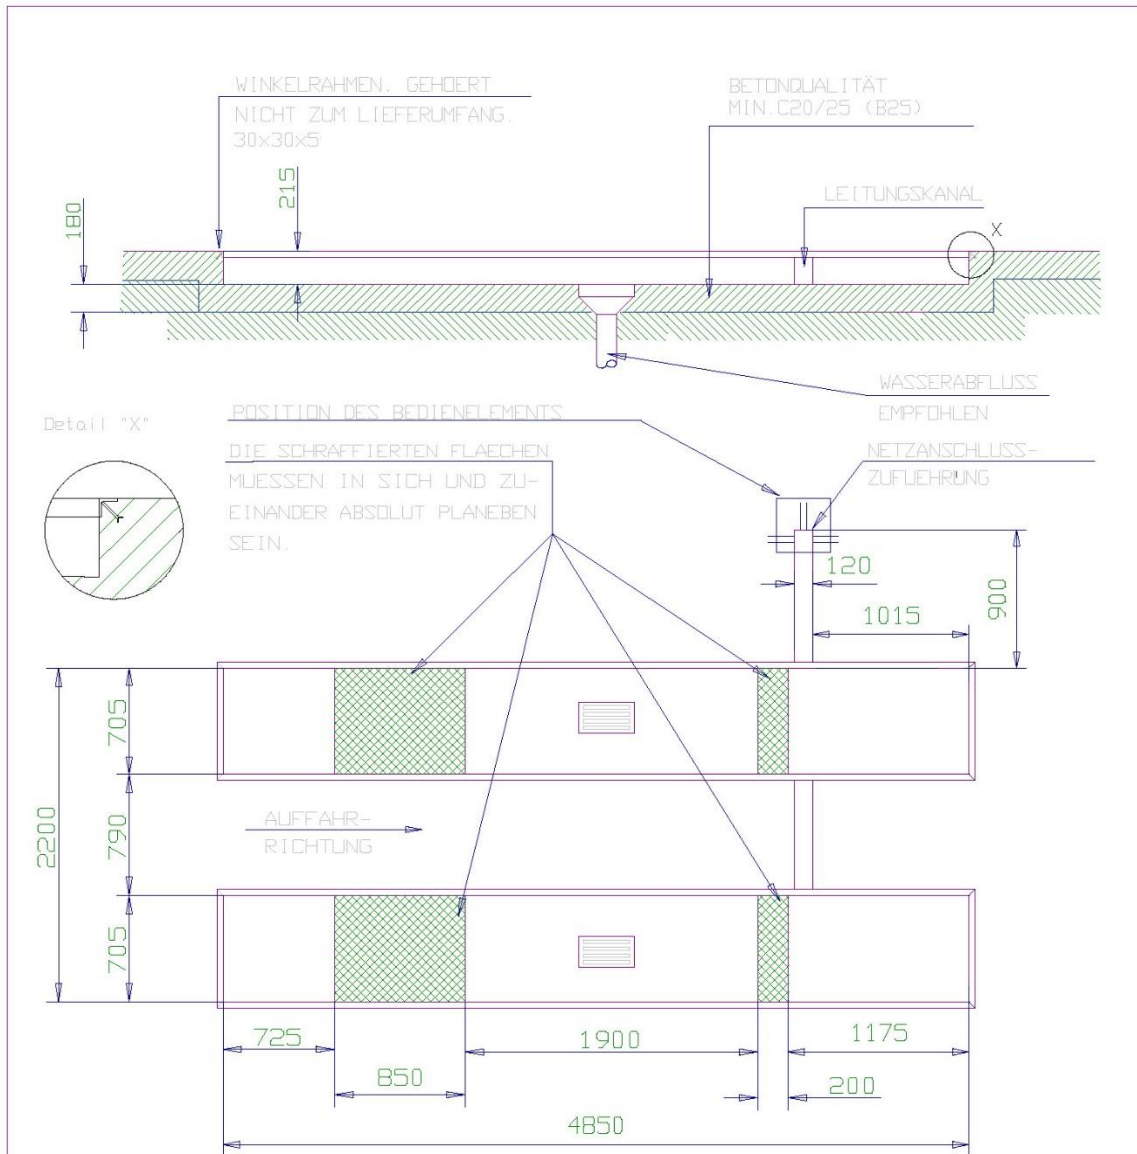 WINKELRAHMEN. GEHOERT
NICHT ZUM LIEFERUMFANG.
30x30x5
BETONQUALITÄT
MIN.C20/25 (B25)
215
180
LEITUNGSKANAL
X
WASSERABFLUSS
EMPFOHLEN
Detail "X"
POSITION DES BEDIENELEMENTS
DIE SCHRAFFIERTEN FLAECHEN
MUESSEN IN SICH UND ZU-
EINANDER ABSOLUT PLANEBEN
SEIN.
NETZANSCHLUSS-
ZUFUEHRUNG
120
900
1015
705
790
2200
AUFFAHR-
RICHTUNG
705
725
1900
1175
850
200
4850